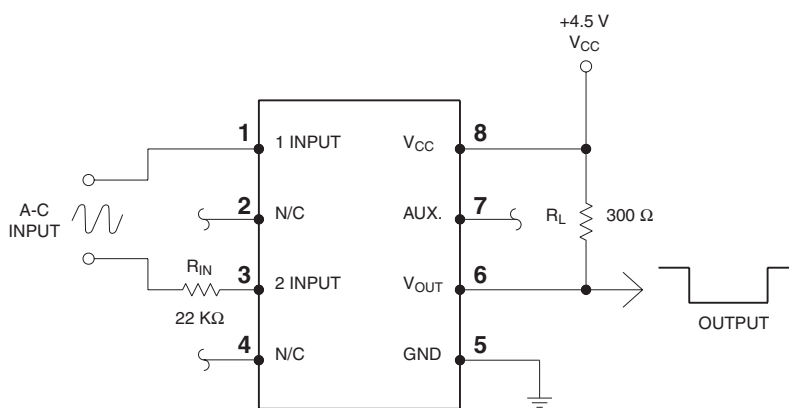 +4.5 V
VCC
1
1 INPUT
VCC
8
A-C
INPUT
2
N/C
AUX.
7
RL
300 Ω
RIN
3
2 INPUT
VOUT
6
22 KΩ
OUTPUT
4
N/C
GND
5